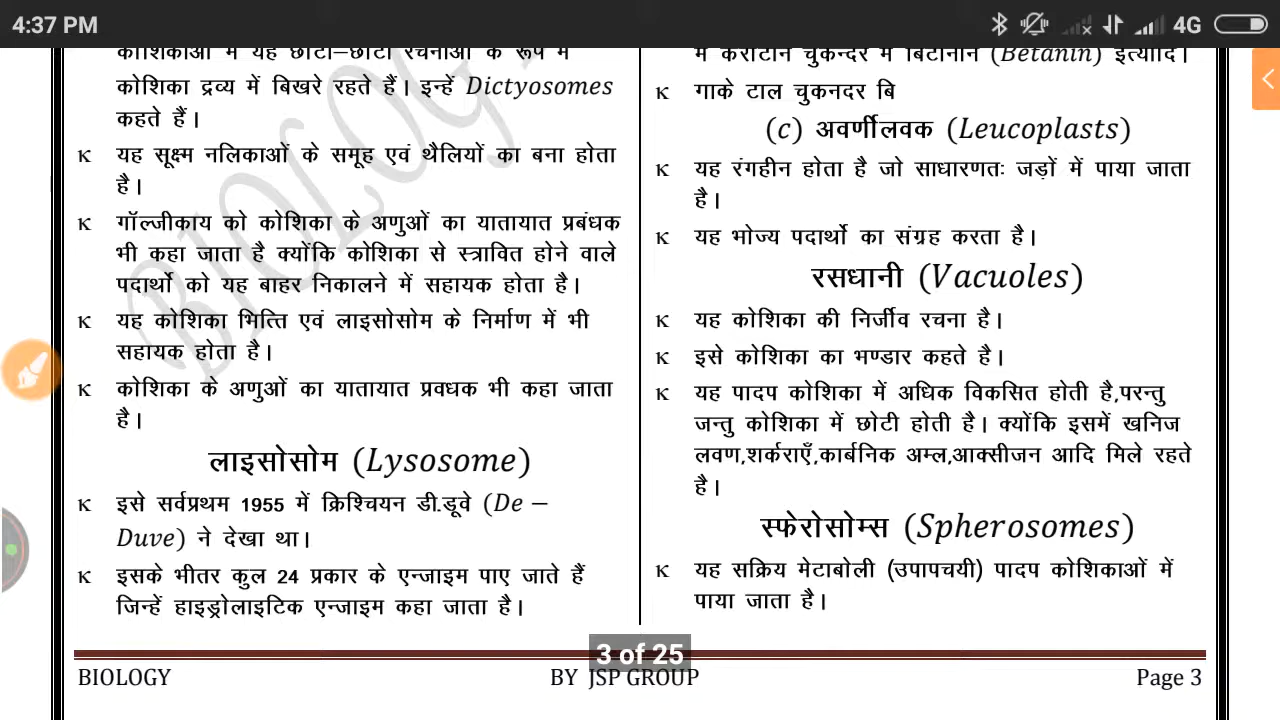 4:37 PM
4G
कोशिकाओं में यह छोटी–छोटी रचनाओं के रूप में
कोशिका द्रव्य में बिखरे रहते हैं। इन्हें Dictyosomes
कहते हैं।
κ यह सूक्ष्म नलिकाओं के समूह एवं थैलियों का बना होता
है।
κ गॉल्जीकाय को कोशिका के अणुओं का यातायात प्रबंधक
भी कहा जाता है क्योंकि कोशिका से स्त्रावित होने वाले
पदार्थो को यह बाहर निकालने में सहायक होता है।
κ यह कोशिका भित्ति एवं लाइसोसोम के निर्माण में भी
सहायक होता है।
κ कोशिका के अणुओं का यातायात प्रवधक भी कहा जाता
है।
लाइसोसोम (Lysosome)
κ इसे सर्वप्रथम 1955 में क्रिश्चियन डी.डूवे (De −
Duve) ने देखा था।
κ इसके भीतर कुल 24 प्रकार के एन्जाइम पाए जाते हैं
जिन्हें हाइड्रोलाइटिक एन्जाइम कहा जाता है।
में कैरोटीन चुकन्दर में बिटानीन (Betanin) इत्यादि।
κ गाके टाल चुकनदर बि
(c) अवर्णीलवक (Leucoplasts)
κ यह रंगहीन होता है जो साधारणतः जड़ों में पाया जाता
है।
κ यह भोज्य पदार्थो का संग्रह करता है।
रसधानी (Vacuoles)
κ यह कोशिका की निर्जीव रचना है।
κ इसे कोशिका का भण्डार कहते है।
κ यह पादप कोशिका में अधिक विकसित होती है,परन्तु
जन्तु कोशिका में छोटी होती है। क्योंकि इसमें खनिज
लवण,शर्कराएँ,कार्बनिक अम्ल,आक्सीजन आदि मिले रहते
है।
स्फेरोसोम्स (Spherosomes)
κ यह सक्रिय मेटाबोली (उपापचयी) पादप कोशिकाओं में
पाया जाता है।
BIOLOGY
3 of 25
BIOLOGY BY JSP GROUP Page 3